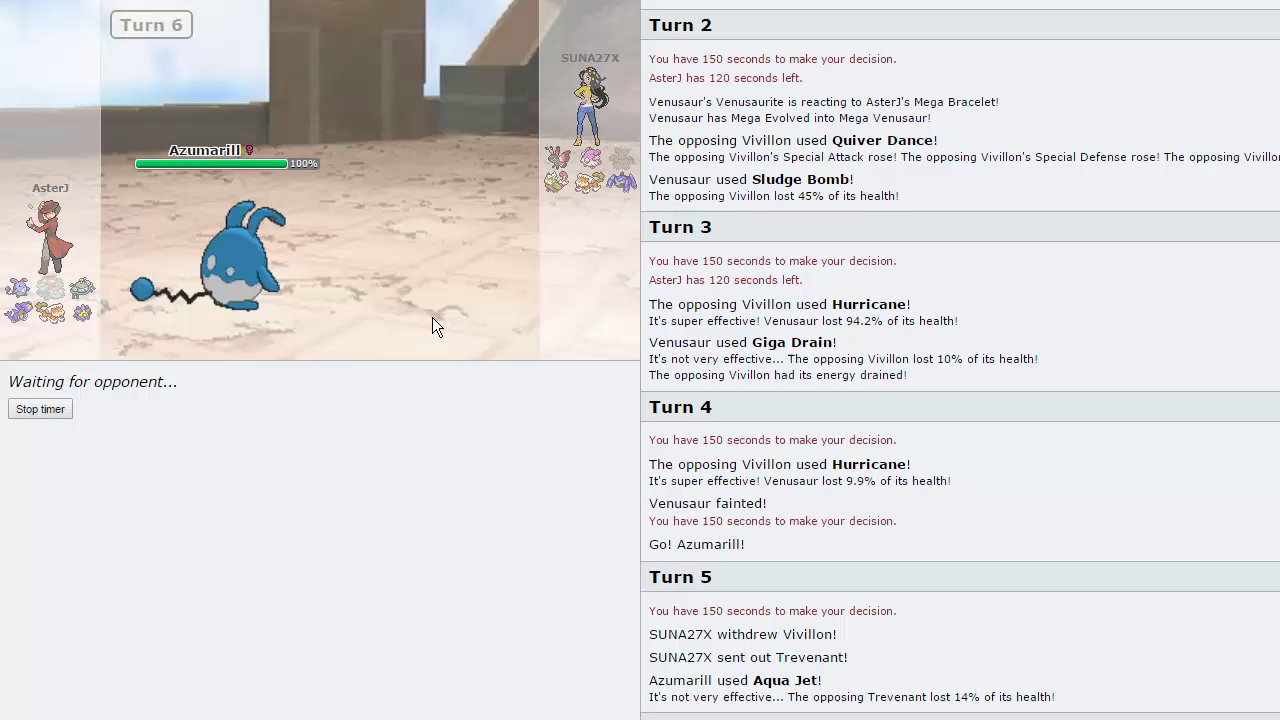 Turn 6
SUNA27X
Azumarill ♀
100%
AsterJ
Waiting for opponent...
Stop timer
Turn 2
You have 150 seconds to make your decision.
AsterJ has 120 seconds left.
Venusaur's Venusaurite is reacting to AsterJ's Mega Bracelet!
Venusaur has Mega Evolved into Mega Venusaur!
The opposing Vivillon used Quiver Dance!
The opposing Vivillon's Special Attack rose! The opposing Vivillon's Special Defense rose! The opposing Vivillo
Venusaur used Sludge Bomb!
The opposing Vivillon lost 45% of its health!
Turn 3
You have 150 seconds to make your decision.
AsterJ has 120 seconds left.
The opposing Vivillon used Hurricane!
It's super effective! Venusaur lost 94.2% of its health!
Venusaur used Giga Drain!
It's not very effective... The opposing Vivillon lost 10% of its health!
The opposing Vivillon had its energy drained!
Turn 4
You have 150 seconds to make your decision.
The opposing Vivillon used Hurricane!
It's super effective! Venusaur lost 9.9% of its health!
Venusaur fainted!
You have 150 seconds to make your decision.
Go! Azumarill!
Turn 5
You have 150 seconds to make your decision.
SUNA27X withdrew Vivillon!
SUNA27X sent out Trevenant!
Azumarill used Aqua Jet!
It's not very effective... The opposing Trevenant lost 14% of its health!